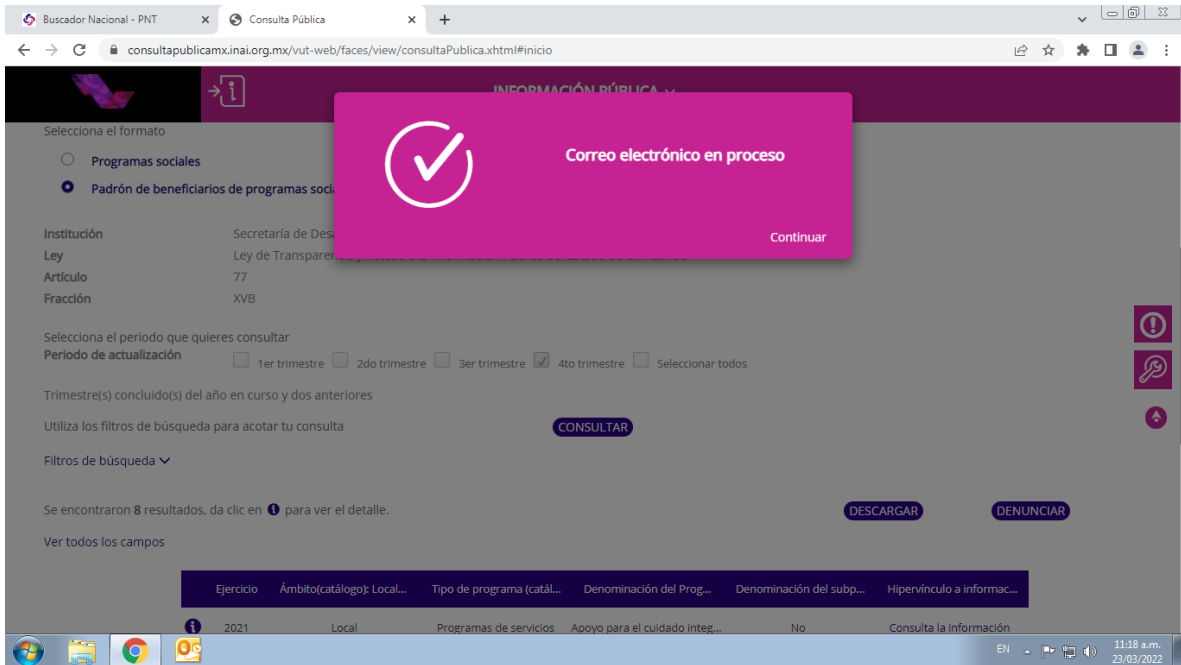 Buscador Nacional - PNT
Consulta Pública
consultapublicamx.inai.org.mx/vut-web/faces/view/consultaPublica.xhtml#inicio
INFORMACIÓN PÚBLICA
Selecciona el formato
Correo electrónico en proceso
Programas sociales
Padrón de beneficiarios de programas
Continuar
Institución Secretaría de
Ley Ley de
Artículo 77
Fracción XVB
Selecciona el periodo que quieres consultar
Periodo de actualización 1er trimestre 2do trimestre 3er trimestre 4to trimestre Seleccionar todos
Trimestre(s) concluido(s) del año en curso y dos anteriores
Utiliza los filtros de búsqueda para acotar tu consulta CONSULTAR
Filtros de búsqueda
Se encontraron 8 resultados, da clic en i para ver el detalle. DESCARGAR DENUNCIAR
Ver todos los campos
Ejercicio Ámbito(catálogo): Local... Tipo de programa (catál... Denominación del Prog... Denominación del subp... Hipervínculo a informac...
2021 Local Programas de servicios Apoyo para el cuidado integ... No Consulta la información
EN 11:18 a.m.
23/03/2022